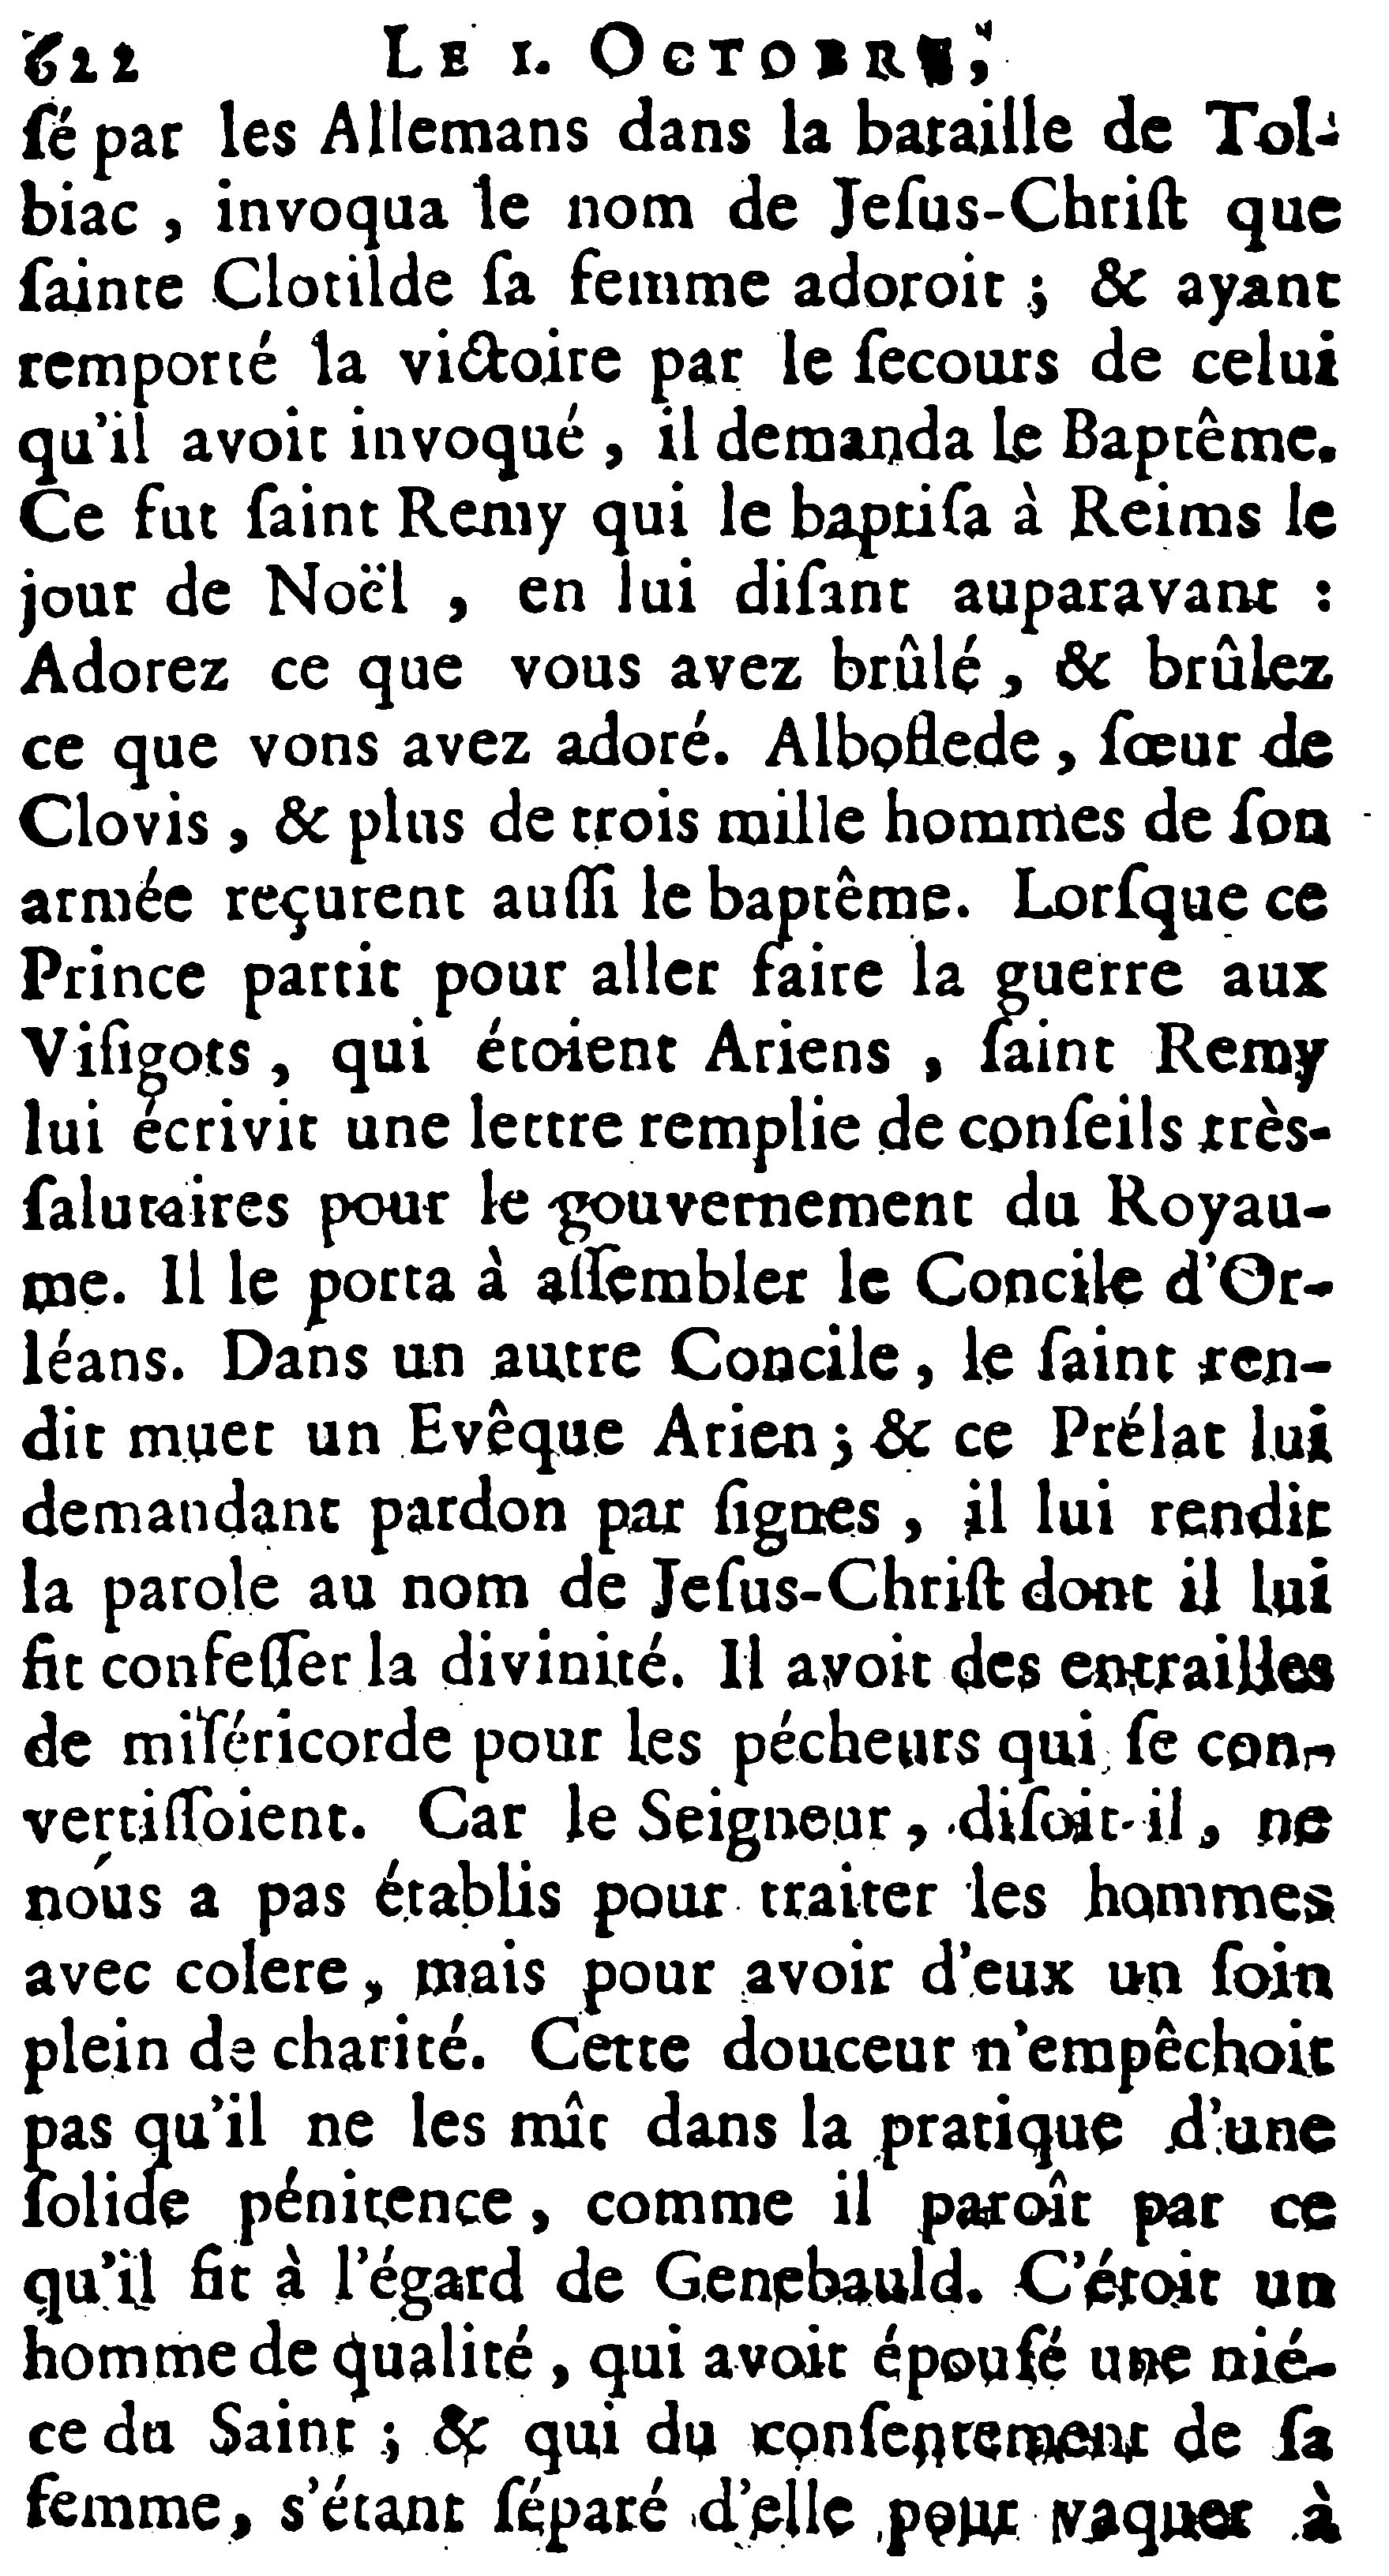 622 LE 1. OCTOBRE,
ſé par les Allemans dans la bataille de Tol-
biac, invoqua le nom de Jeſus-Chriſt que
ſainte Clotilde ſa femme adoroit; & ayant
remporté la victoire par le ſecours de celui
qu'il avoit invoqué, il demanda le Baptême.
Ce fut ſaint Remy qui le baptiſa à Reims le
jour de Noël, en lui diſant auparavant :
Adorez ce que vous avez brûlé, & brûlez
ce que vons avez adoré. Alboflede, ſœur de
Clovis, & plus de trois mille hommes de ſon
armée reçurent auſſi le baptême. Lorſque ce
Prince partit pour aller faire la guerre aux
Viſigots, qui étoient Ariens, ſaint Remy
lui écrivit une lettre remplie de conſeils très-
ſalutaires pour le gouvernement du Royau-
me. Il le porta à aſſembler le Concile d'Or-
léans. Dans un autre Concile, le ſaint ren-
dit muet un Evêque Arien; & ce Prélat lui
demandant pardon par ſignes, il lui rendit
la parole au nom de Jeſus-Chriſt dont il lui
fit confeſſer la divinité. Il avoit des entrailles
de miſéricorde pour les pécheurs qui ſe con-
vertiſſoient. Car le Seigneur, diſoit-il, ne
nous a pas établis pour traiter les hommes
avec colere, mais pour avoir d'eux un ſoin
plein de charité. Cette douceur n'empêchoit
pas qu'il ne les mît dans la pratique d'une
ſolide pénitence, comme il paroît par ce
qu'il fit à l'égard de Genebauld. C'étoit un
homme de qualité, qui avoit épouſé une nié-
ce du Saint; & qui du conſentement de ſa
femme, s'étant ſéparé d'elle pour vaquer à